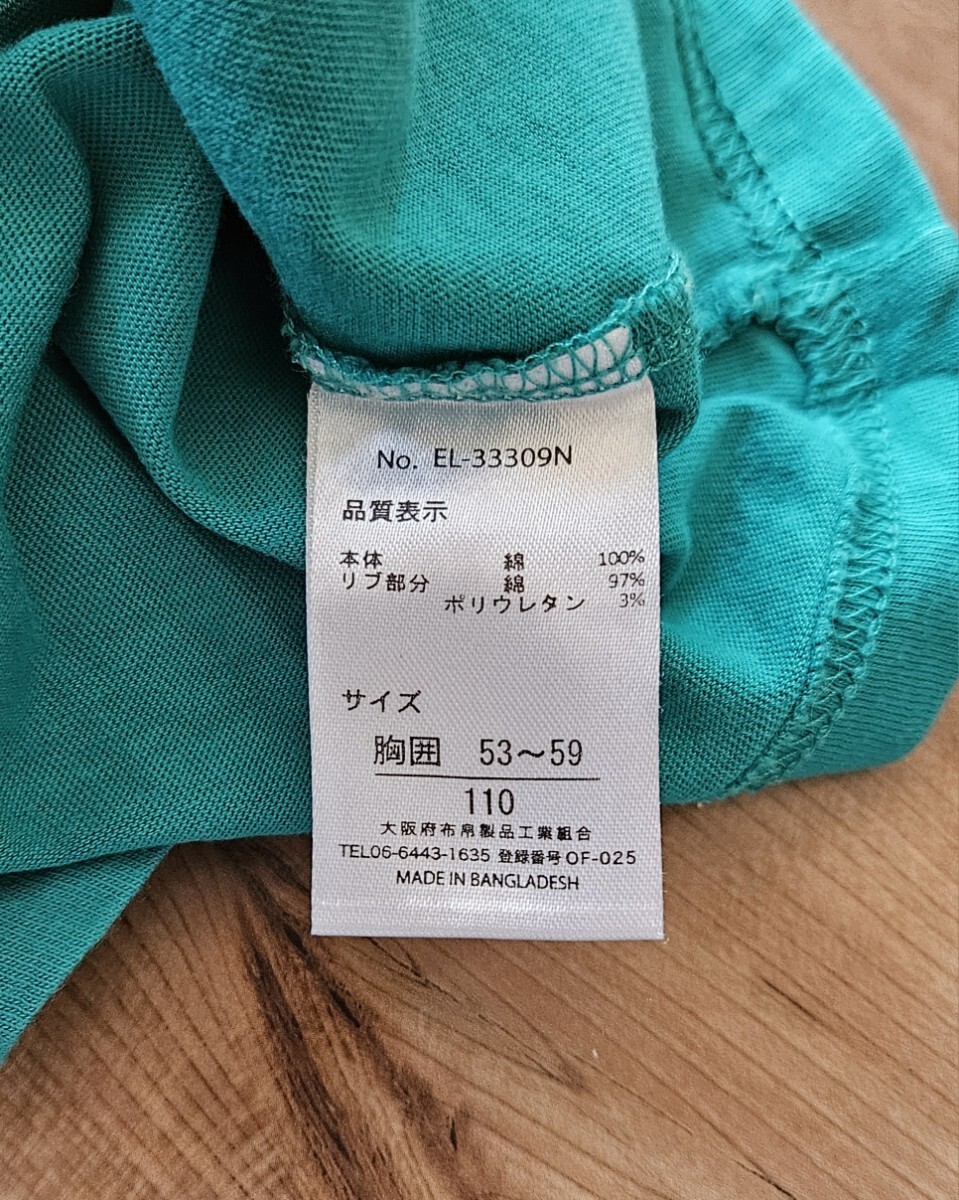 No. EL-33309N
品質表示
本体 綿 100%
リブ部分 綿 97%
ポリウレタン 3%
サイズ
胸囲 53～59
110
大阪府布帛製品工業組合
TEL06-6443-1635 登録番号OF-025
MADE IN BANGLADESH